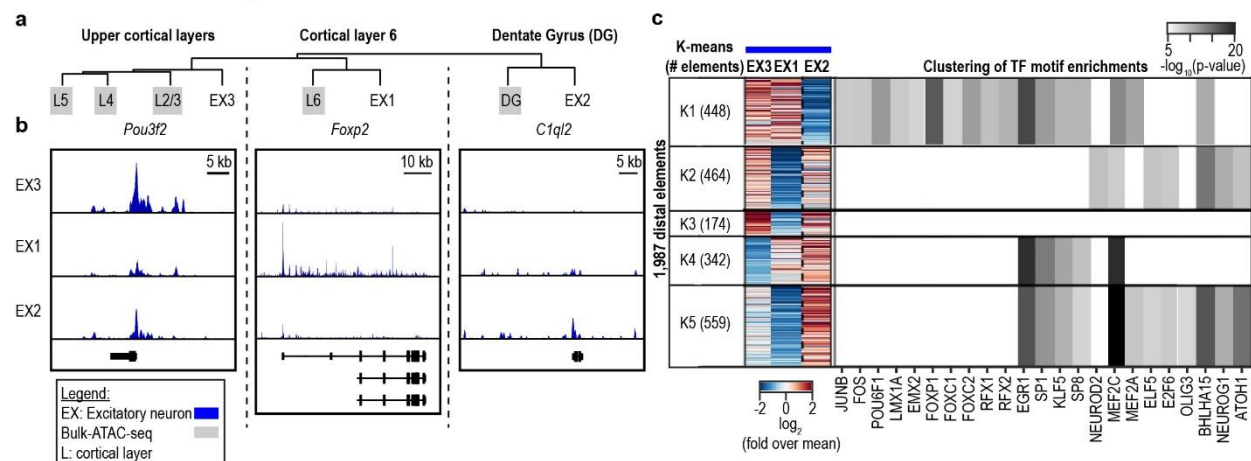 a
Upper cortical layers
Cortical layer 6
Dentate Gyrus (DG)
L5
L4
L2/3
EX3
L6
EX1
DG
EX2
b
Pou3f2
Foxp2
C1ql2
5 kb
10 kb
5 kb
EX3
EX1
EX2
Legend:
EX: Excitatory neuron
Bulk-ATAC-seq
L: cortical layer
c
K-means
(# elements)
EX3 EX1 EX2
Clustering of TF motif enrichments
5 20
-log10(p-value)
1,987 distal elements
K1 (448)
K2 (464)
K3 (174)
K4 (342)
K5 (559)
-2 0 2
log2
(fold over mean)
JUNB
FOS
POU6F1
LMX1A
EMX2
FOXP1
FOXC1
FOXC2
RFX1
RFX2
EGR1
SP1
KLF5
SP8
NEUROD2
MEF2C
MEF2A
ELF5
E2F6
OLIG3
BHLHA15
NEUROG1
ATOH1